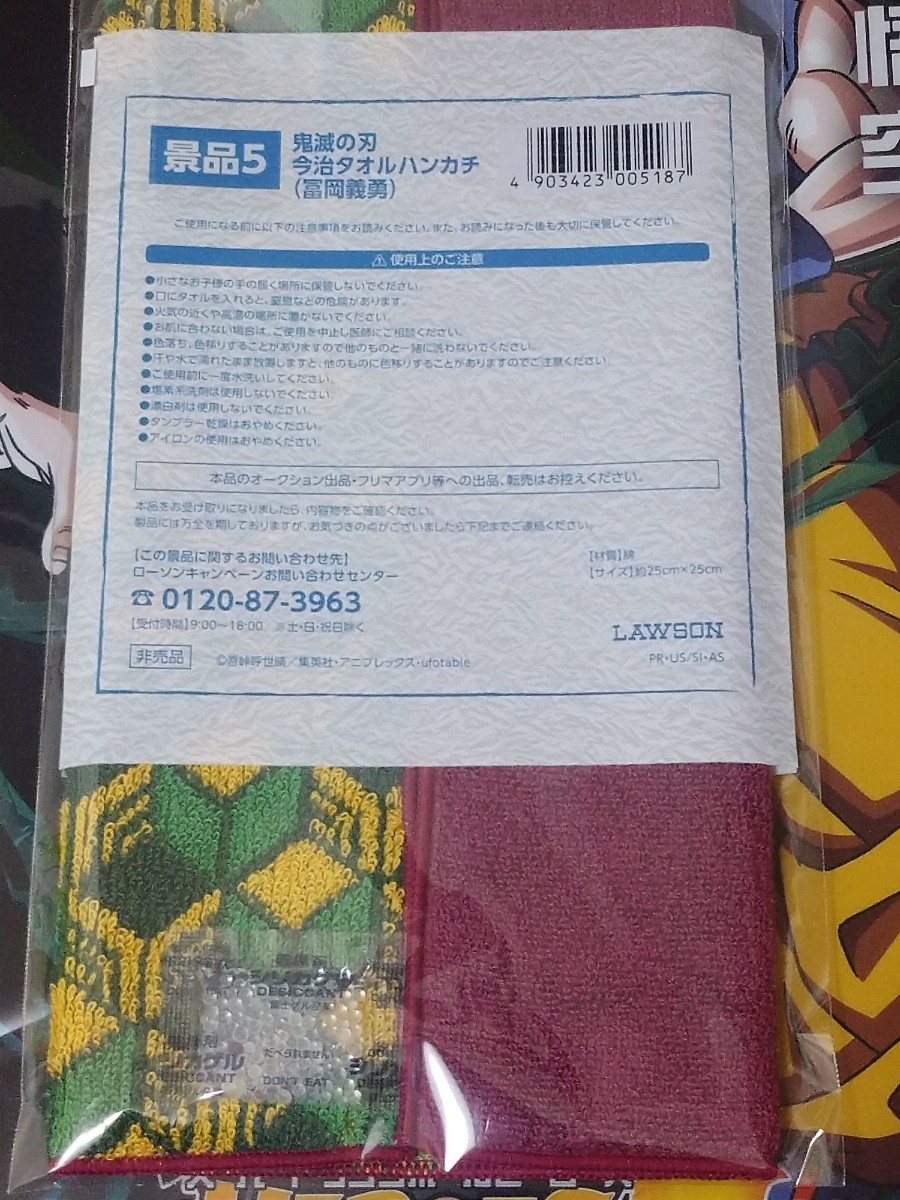 景品5
鬼滅の刃
今治タオルハンカチ
(冨岡義勇)
4 903423 005187
ご使用になる前に以下の注意事項をお読みください。また、お読みになった後も大切に保管してください。
⚠使用上のご注意
●小さなお子様の手の届く場所に保管しないでください。
●口にタオルを入れると、窒息などの危険があります。
●火気の近くや高温の場所に置かないでください。
●お肌に合わない場合は、ご使用を中止し医師にご相談ください。
●色落ち、色移りすることがありますので他のものと一緒に洗わないでください。
●汗や水で濡れたまま放置しますと、他のものに色移りすることがありますのでご注意ください。
●ご使用前に一度水洗いしてください。
●塩素系洗剤は使用しないでください。
●漂白剤は使用しないでください。
●タンブラー乾燥はおやめください。
●アイロンの使用はおやめください。
本品のオークション出品・フリマアプリ等への出品、転売はお控えください。
本品をお受け取りになりましたら、内容物をご確認ください。
製品には万全を期しておりますが、お気づきの点がございましたら下記までご連絡ください。
【この景品に関するお問い合わせ先】
ローソンキャンペーンお問い合わせセンター
☎ 0120-87-3963
【受付時間】9:00〜18:00 ※土・日・祝日除く
【材質】綿
【サイズ】約25cm×25cm
LAWSON
非売品
©吾峠呼世晴／集英社・アニプレックス・ufotable
PR・US/SI・AS
DESICCANT
富士ゲル産業
たべられません
DON'T EAT
悟
空